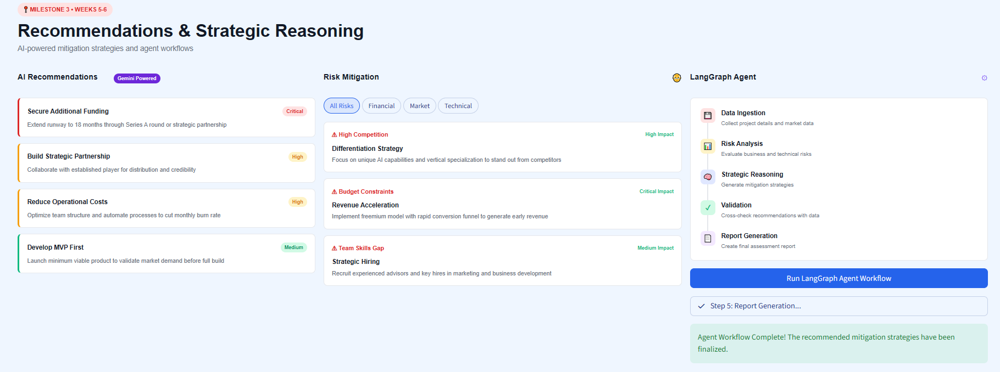 MILESTONE 3 • WEEKS 5-6
Recommendations & Strategic Reasoning
AI-powered mitigation strategies and agent workflows
AI Recommendations
Gemini Powered
Secure Additional Funding
Critical
Extend runway to 18 months through Series A round or strategic partnership
Build Strategic Partnership
High
Collaborate with established player for distribution and credibility
Reduce Operational Costs
High
Optimize team structure and automate processes to cut monthly burn rate
Develop MVP First
Medium
Launch minimum viable product to validate market demand before full build
Risk Mitigation
All Risks
Financial
Market
Technical
High Competition
High Impact
Differentiation Strategy
Focus on unique AI capabilities and vertical specialization to stand out from competitors
Budget Constraints
Critical Impact
Revenue Acceleration
Implement freemium model with rapid conversion funnel to generate early revenue
Team Skills Gap
Medium Impact
Strategic Hiring
Recruit experienced advisors and key hires in marketing and business development
LangGraph Agent
Data Ingestion
Collect project details and market data
Risk Analysis
Evaluate business and technical risks
Strategic Reasoning
Generate mitigation strategies
Validation
Cross-check recommendations with data
Report Generation
Create final assessment report
Run LangGraph Agent Workflow
Step 5: Report Generation...
Agent Workflow Complete! The recommended mitigation strategies have been
finalized.